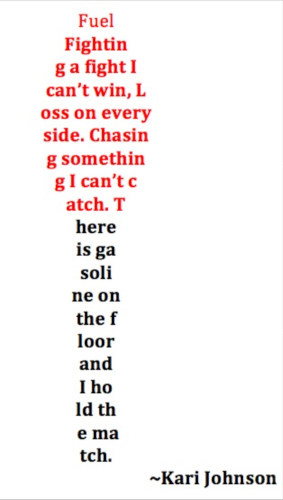 Fuel
Fightin
g a fight I
can’t win, L
oss on every
side. Chasin
g somethin
g I can’t c
atch. T
here
is ga
soli
ne on
the f
loor
and
I ho
ld th
e ma
tch.
~Kari Johnson